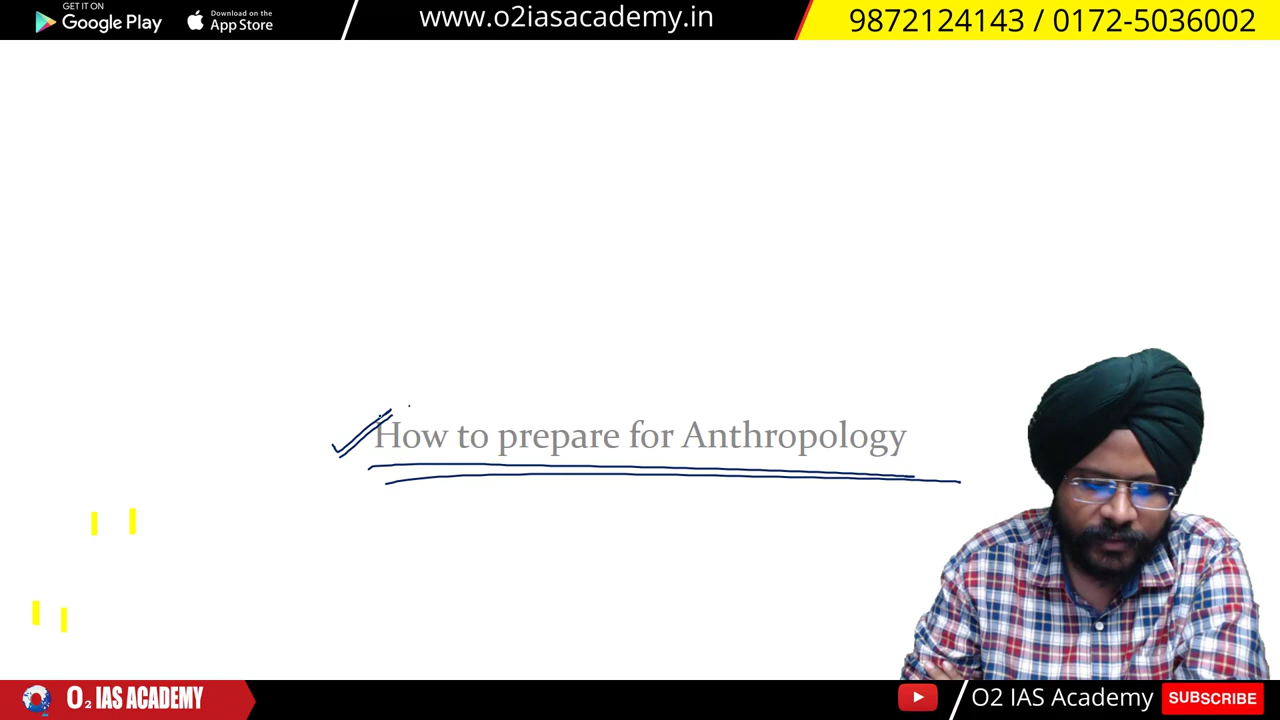 GET IT ON
Google Play
Download on the
App Store
www.o2iasacademy.in
9872124143 / 0172-5036002
How to prepare for Anthropology
O2 IAS ACADEMY
O2 IAS Academy
SUBSCRIBE